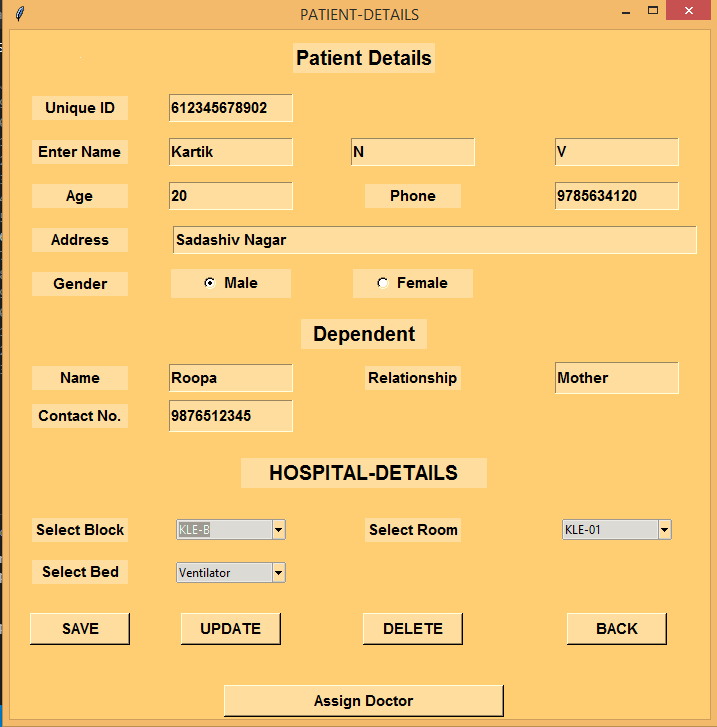 PATIENT-DETAILS
Patient Details
Unique ID 612345678902
Enter Name Kartik N V
Age 20 Phone 9785634120
Address Sadashiv Nagar
Gender Male Female
Dependent
Name Roopa Relationship Mother
Contact No. 9876512345
HOSPITAL-DETAILS
Select Block KLE-B Select Room KLE-01
Select Bed Ventilator
SAVE UPDATE DELETE BACK
Assign Doctor